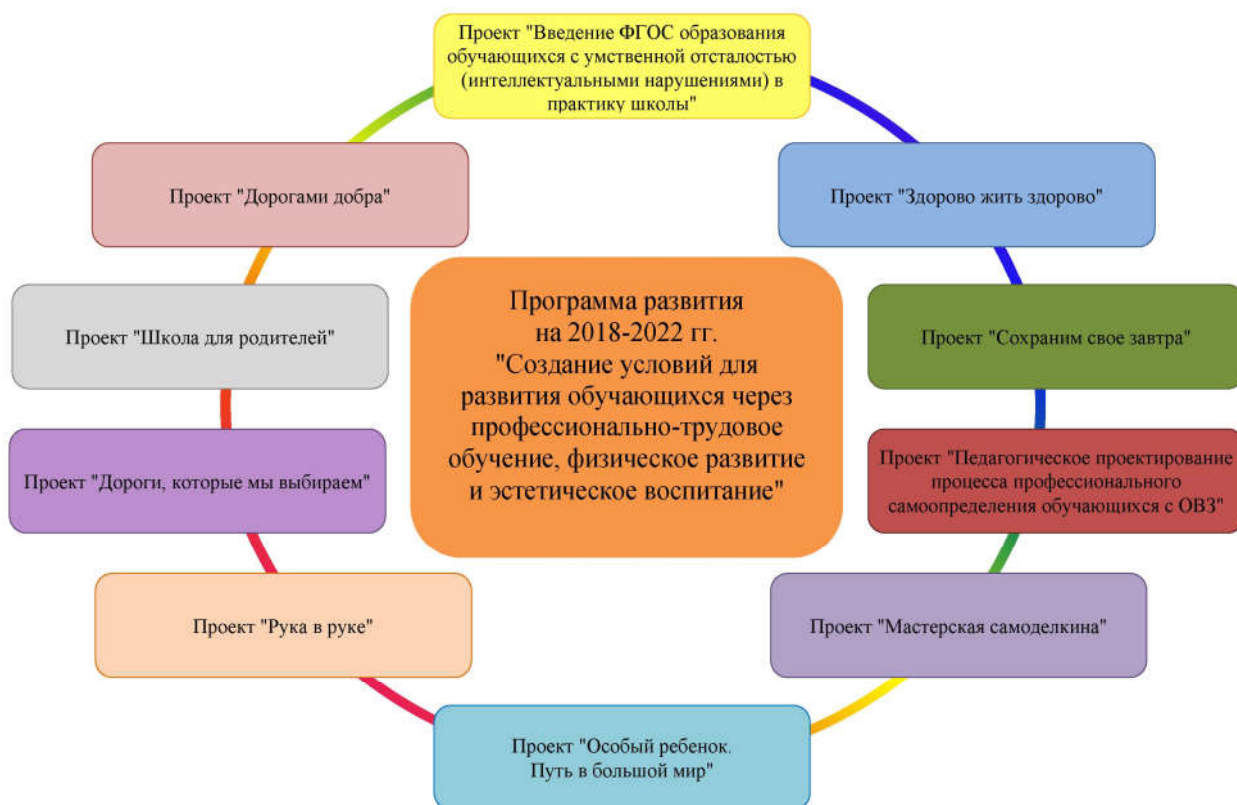 Проект "Введение ФГОС образования
обучающихся с умственной отсталостью
(интеллектуальными нарушениями) в
практику школы"
Проект "Дорогами добра"
Проект "Здорово жить здорово"
Программа развития
на 2018-2022 гг.
"Создание условий для
развития обучающихся через
профессионально-трудовое
обучение, физическое развитие
и эстетическое воспитание"
Проект "Школа для родителей"
Проект "Сохраним свое завтра"
Проект "Дороги, которые мы выбираем"
Проект "Педагогическое проектирование
процесса профессионального
самоопределения обучающихся с ОВЗ"
Проект "Рука в руке"
Проект "Мастерская самоделкина"
Проект "Особый ребенок.
Путь в большой мир"